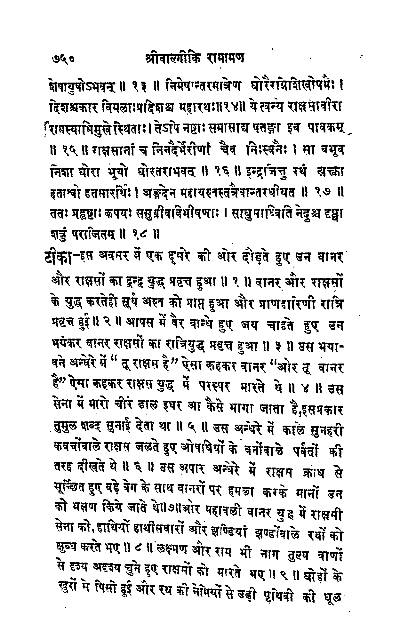 ७५० श्रीवाल्मीकि रामायण
शेषायुषोऽभवन् ॥ १३ ॥ निमेषान्तरमात्रेण घोरैरग्निशिखोपमैः ।
दिशश्चकार विमलाःप्रदिशश्च महारथः॥१४॥ ये त्वन्ये राक्षसावीरा
रामस्याभिमुखे स्थिताः । तेऽपि नष्टाः समासाद्य पतङ्गा इव पावकम्
॥ १५ ॥ राक्षसानां च निनदैर्भेरीणां चैव निःस्वनैः । सा बभूव
निशा घोरा भूयो घोरतराभवत् ॥ १६ ॥ इन्द्रजित्तु रथं त्यक्त्वा
हताश्वो हतसारथिः । अङ्गदेन महायस्तस्तत्रैवान्तरधीयत ॥ १७ ॥
ततः प्रहृष्टाः कपयः ससुग्रीवविभीषणाः । साधुसाध्विति नेदुश्च दृष्ट्वा
शत्रुं पराजितम् ॥ १८ ॥
टीका-इस अवसर में एक दूसरे की ओर दौड़ते हुए उन वानर
और राक्षसों का द्वन्द्व युद्ध प्रवृत्त हुआ ॥ १ ॥ वानर और राक्षसों
के युद्ध करतेही सूर्य अस्त को प्राप्त हुआ और प्राणहारिणी रात्रि
प्रवृत्त हुई॥ २ ॥ आपस में वैर बान्धे हुए जय चाहते हुए उन
भयंकर वानर राक्षसों का रात्रियुद्ध प्रवृत्त हुआ ॥ ३ ॥ उस भया-
वने अन्धेरे में “ तू राक्षस है” ऐसा कहकर वानर “और तू वानर
है” ऐसा कहकर राक्षस युद्ध में परस्पर मारते थे ॥ ४ ॥ उस
सेना में मारो चीर डाल इधर आ कैसे भागा जाता है, इसप्रकार
तुमुल शब्द सुनाई देता था ॥ ५ ॥ उस अन्धेरे में काले सुनहरी
कवचोंवाले राक्षस जलते हुए ओषाधियों के वनोंवाले पर्वतों की
तरह दीखते थे ॥ ६ ॥ उस अपार अन्धेरे में राक्षस क्रोध से
मूर्च्छित हुए बड़े वेग के साथ वानरों पर हमला करके मानों उन
को भक्षण किये जाते थे॥७॥और महाबली वानर युद्ध में राक्षसी
सेना को, हाथियों हाथीसवारों और झण्डियों झण्डोंवाले रथों को
क्षुब्ध करते भए॥ ८ ॥ लक्ष्मण और राम भी नाग तुल्य बाणों
से दृश्य अदृश्य चुने हुए राक्षसों को मारते भए॥ ९ ॥ घोड़ों के
खुरों में पिसी हुई और रथ की नेमियों से उड़ी पृथिवी की धूल